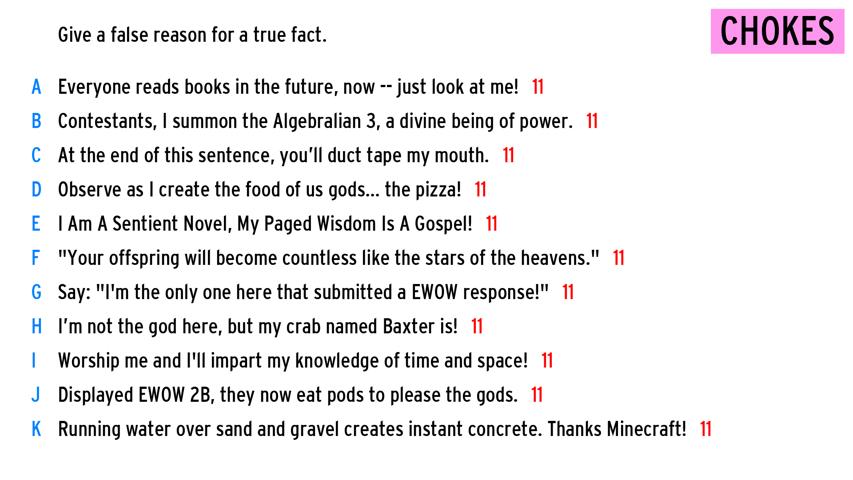 Give a false reason for a true fact.
CHOKES
A Everyone reads books in the future, now -- just look at me! 11
B Contestants, I summon the Algebralian 3, a divine being of power. 11
C At the end of this sentence, you'll duct tape my mouth. 11
D Observe as I create the food of us gods... the pizza! 11
E I Am A Sentient Novel, My Paged Wisdom Is A Gospel! 11
F "Your offspring will become countless like the stars of the heavens." 11
G Say: "I'm the only one here that submitted a EWOW response!" 11
H I'm not the god here, but my crab named Baxter is! 11
I Worship me and I'll impart my knowledge of time and space! 11
J Displayed EWOW 2B, they now eat pods to please the gods. 11
K Running water over sand and gravel creates instant concrete. Thanks Minecraft! 11